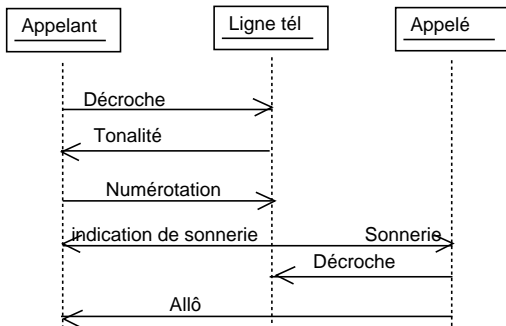 Appelant
Ligne tél
Appelé
Décroche
Tonalité
Numérotation
indication de sonnerie
Sonnerie
Décroche
Allô